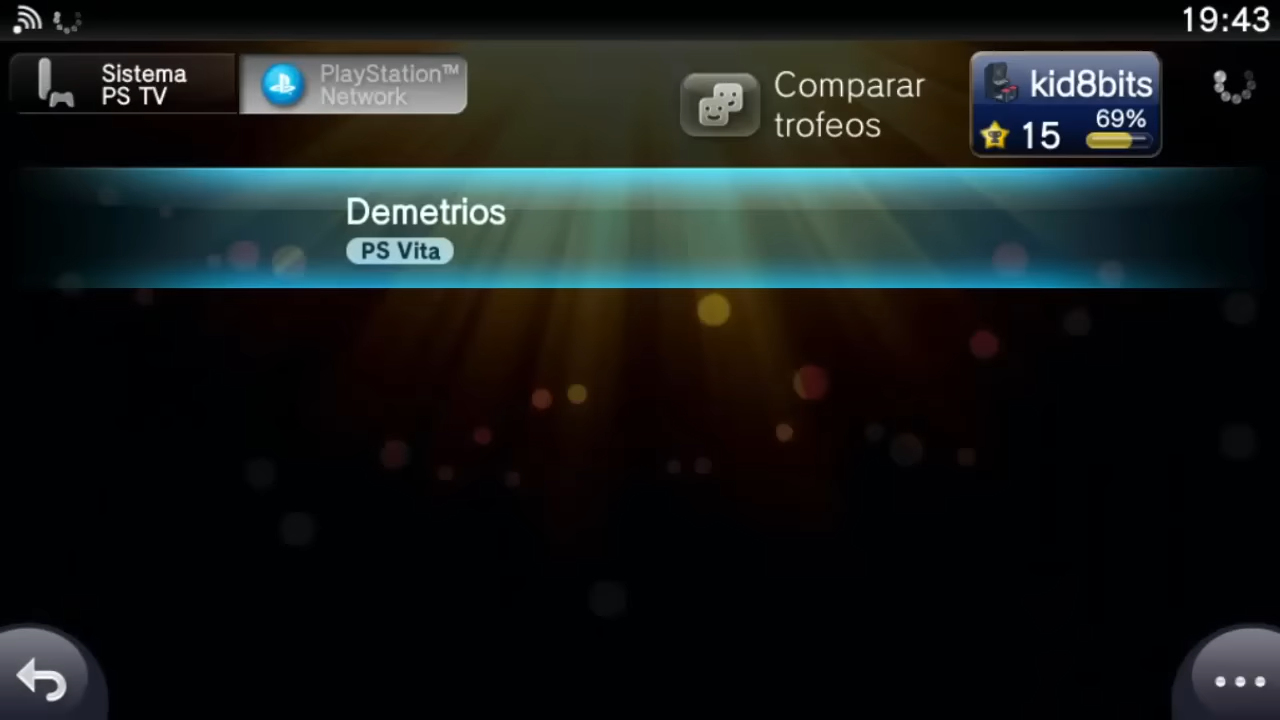 19:43
Sistema
PS TV
PlayStation™
Network
Comparar
trofeos
kid8bits
69%
15
Demetrios
PS Vita